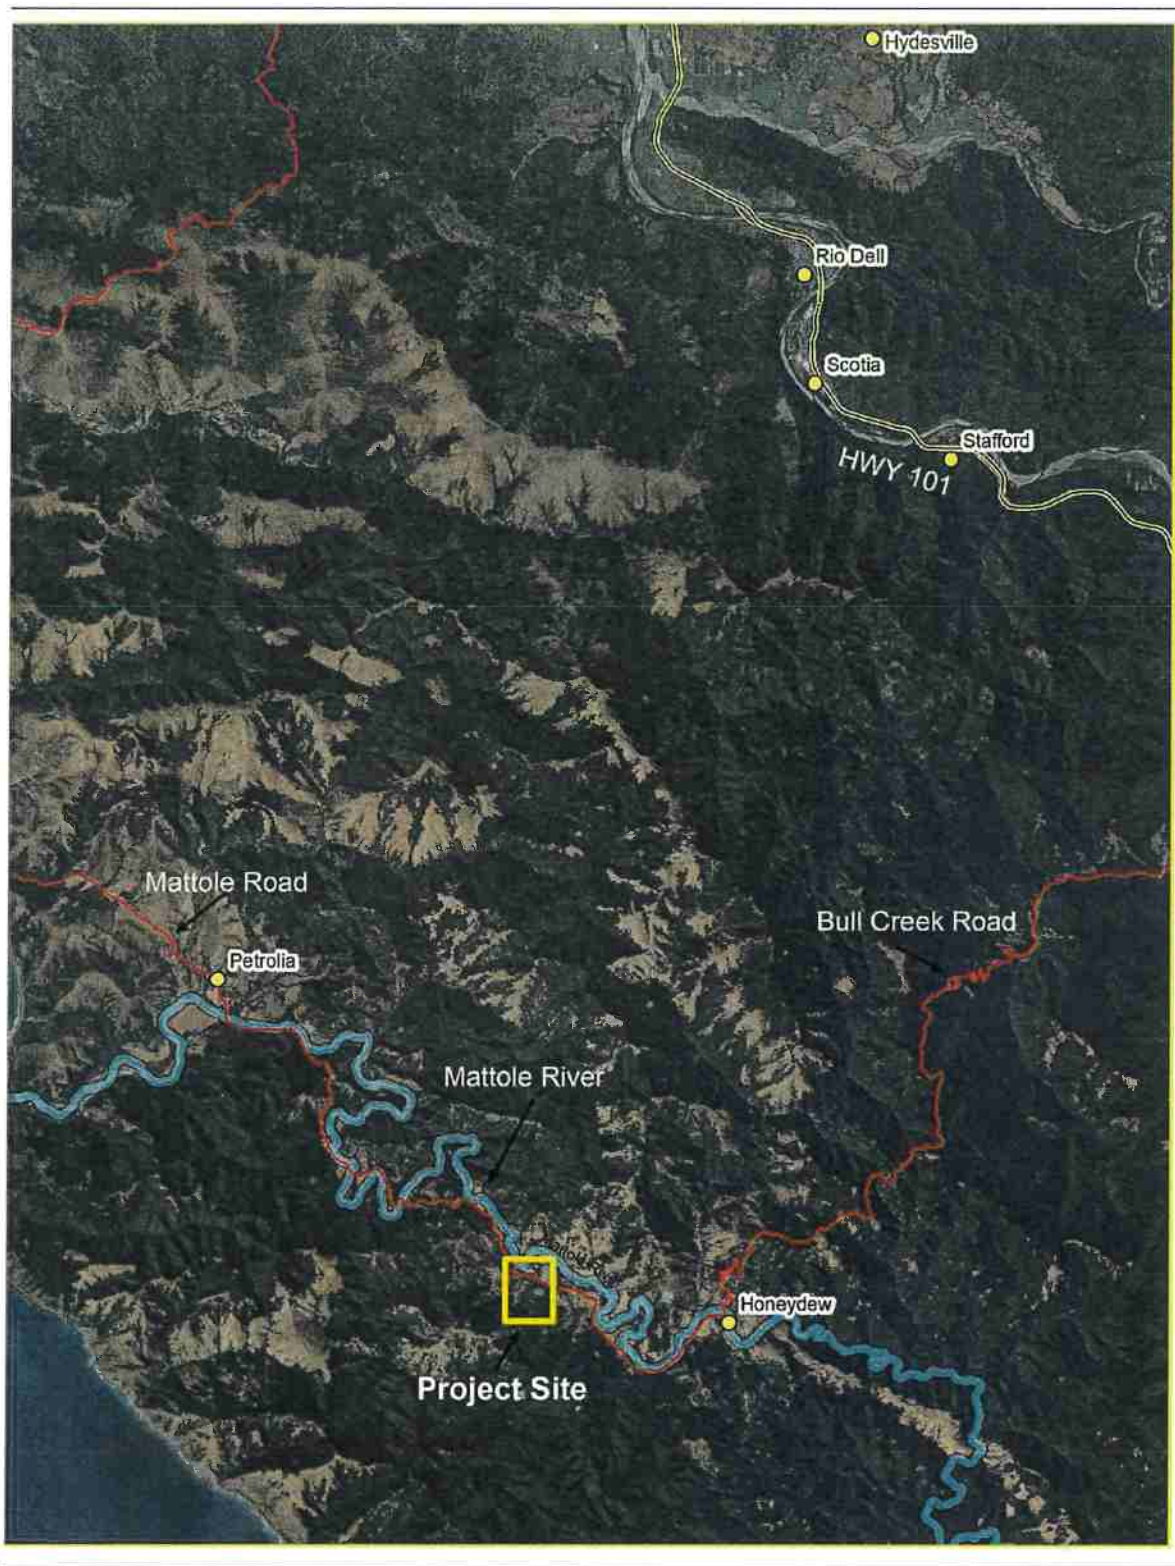 Hydesville
Rio Dell
Scotia
Stafford
HWY 101
Mattole Road
Bull Creek Road
Petrolia
Mattole River
Honeydew
Project Site